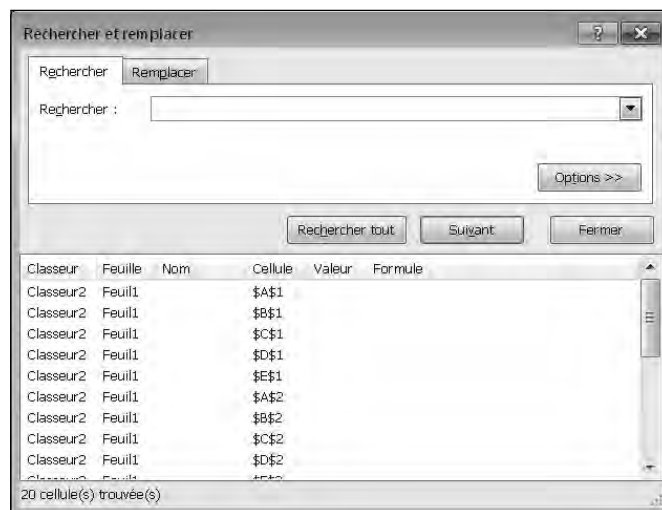 Rechercher et remplacer
Rechercher Remplacer
Rechercher :
Options >>
Rechercher tout Suivant Fermer
Classeur Feuille Nom Cellule Valeur Formule
Classeur2 Feuil1 $A$1
Classeur2 Feuil1 $B$1
Classeur2 Feuil1 $C$1
Classeur2 Feuil1 $D$1
Classeur2 Feuil1 $E$1
Classeur2 Feuil1 $A$2
Classeur2 Feuil1 $B$2
Classeur2 Feuil1 $C$2
Classeur2 Feuil1 $D$2
20 cellule(s) trouvée(s)